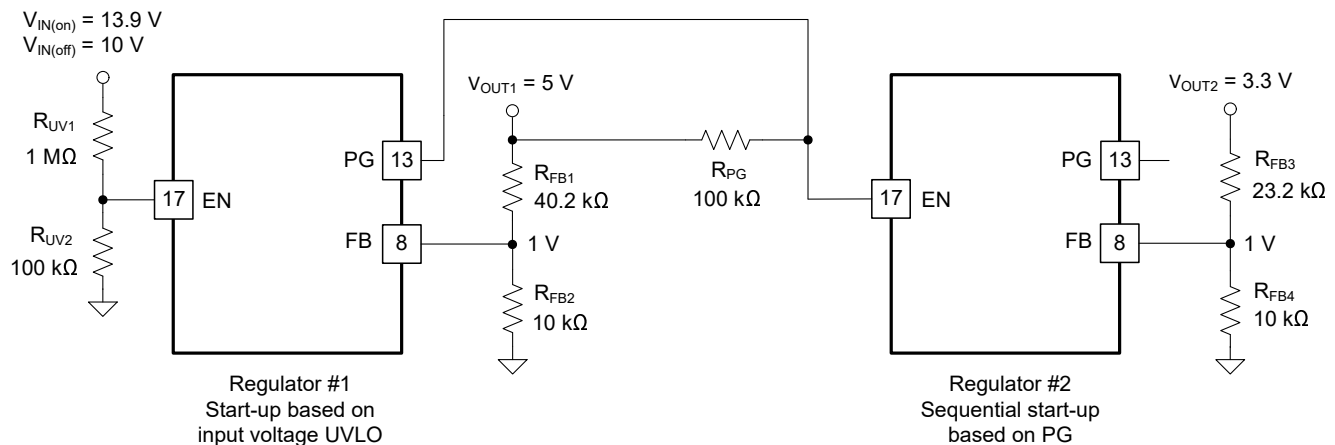 V_IN(on) = 13.9 V
V_IN(off) = 10 V
R_UV1
1 MΩ
R_UV2
100 kΩ
17
EN
PG
13
FB
8
Regulator #1
Start-up based on
input voltage UVLO
V_OUT1 = 5 V
R_FB1
40.2 kΩ
1 V
R_FB2
10 kΩ
R_PG
100 kΩ
17
EN
PG
13
FB
8
Regulator #2
Sequential start-up
based on PG
V_OUT2 = 3.3 V
R_FB3
23.2 kΩ
1 V
R_FB4
10 kΩ